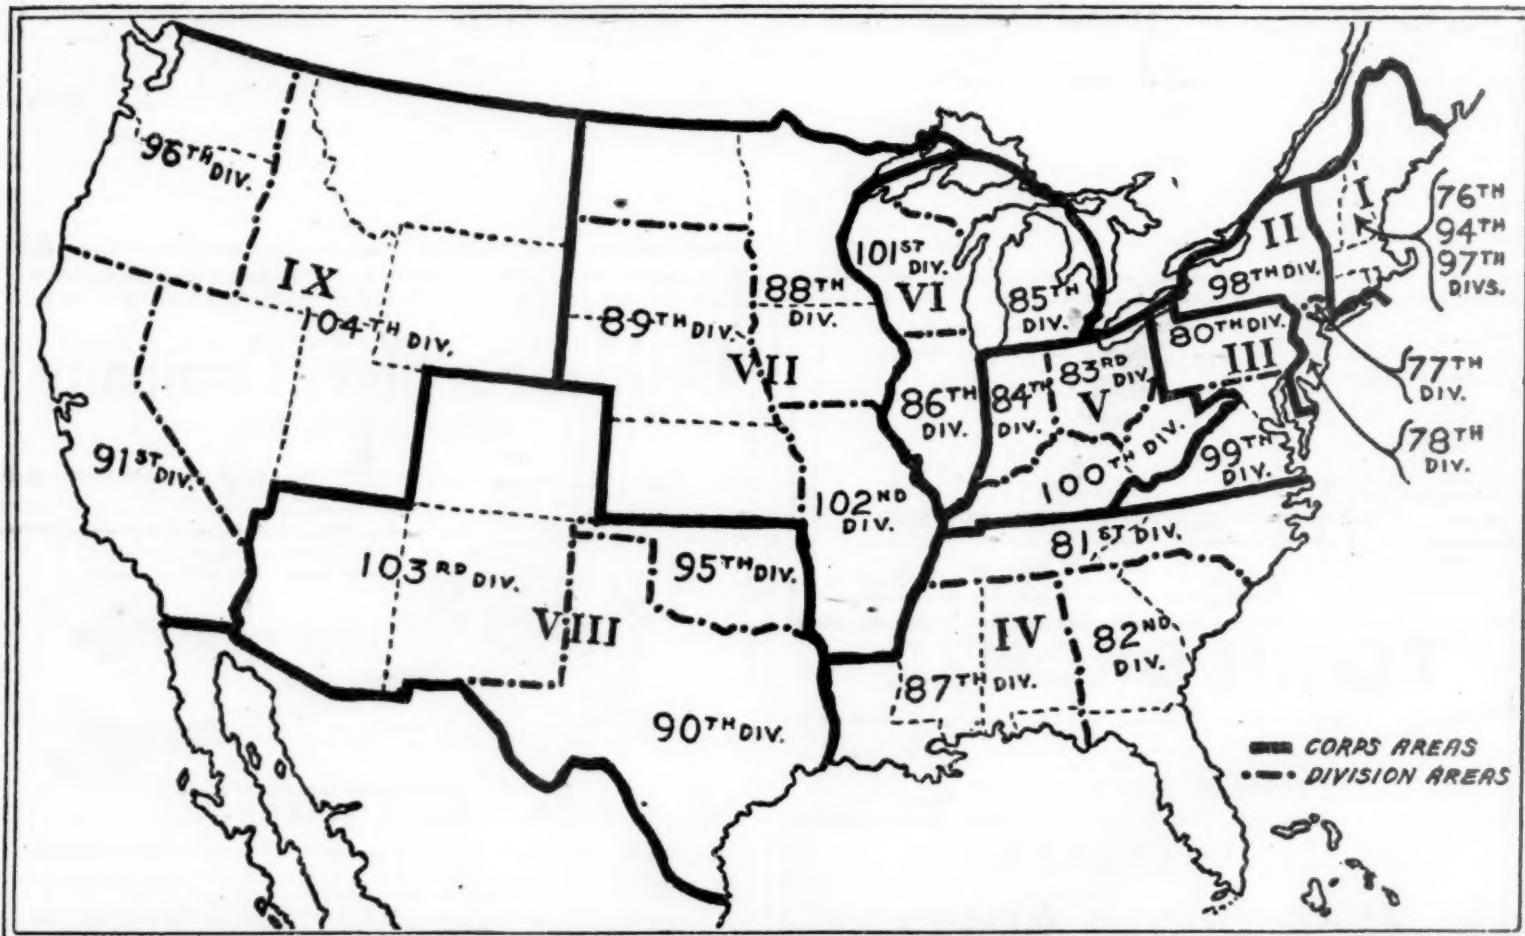 96TH DIV.
IX
04TH DIV.
91ST DIV.
103RD DIV.
VIII
95TH DIV.
90TH DIV.
89TH DIV.
88TH
DIV.
VII
102ND
DIV.
101ST
DIV.
VI
85TH
DIV.
86TH
DIV.
84TH
DIV.
83RD DIV.
V
100TH DIV.
I
76TH
94TH
97TH
DIVS.
II
98TH DIV.
80TH DIV.
III
77TH
DIV.
78TH
DIV.
99TH
DIV.
81ST DIV.
IV
82ND
DIV.
87TH DIV.
CORPS AREAS
DIVISION AREAS